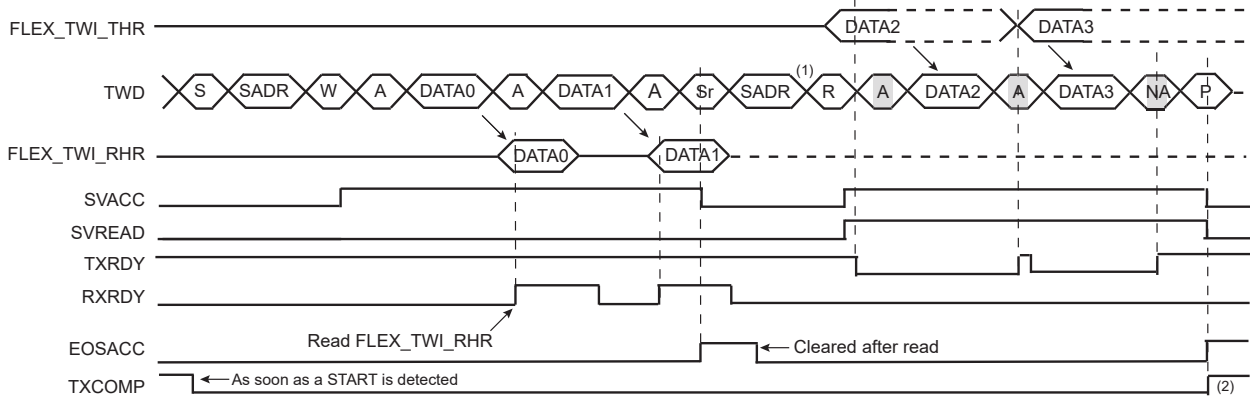 FLEX_TWI_THR DATA2 DATA3
(1)
TWD S SADR W A DATA0 A DATA1 A Sr SADR R A DATA2 A DATA3 NA P
FLEX_TWI_RHR DATA0 DATA1
SVACC
SVREAD
TXRDY
RXRDY
Read FLEX_TWI_RHR
EOSACC Cleared after read
TXCOMP As soon as a START is detected (2)